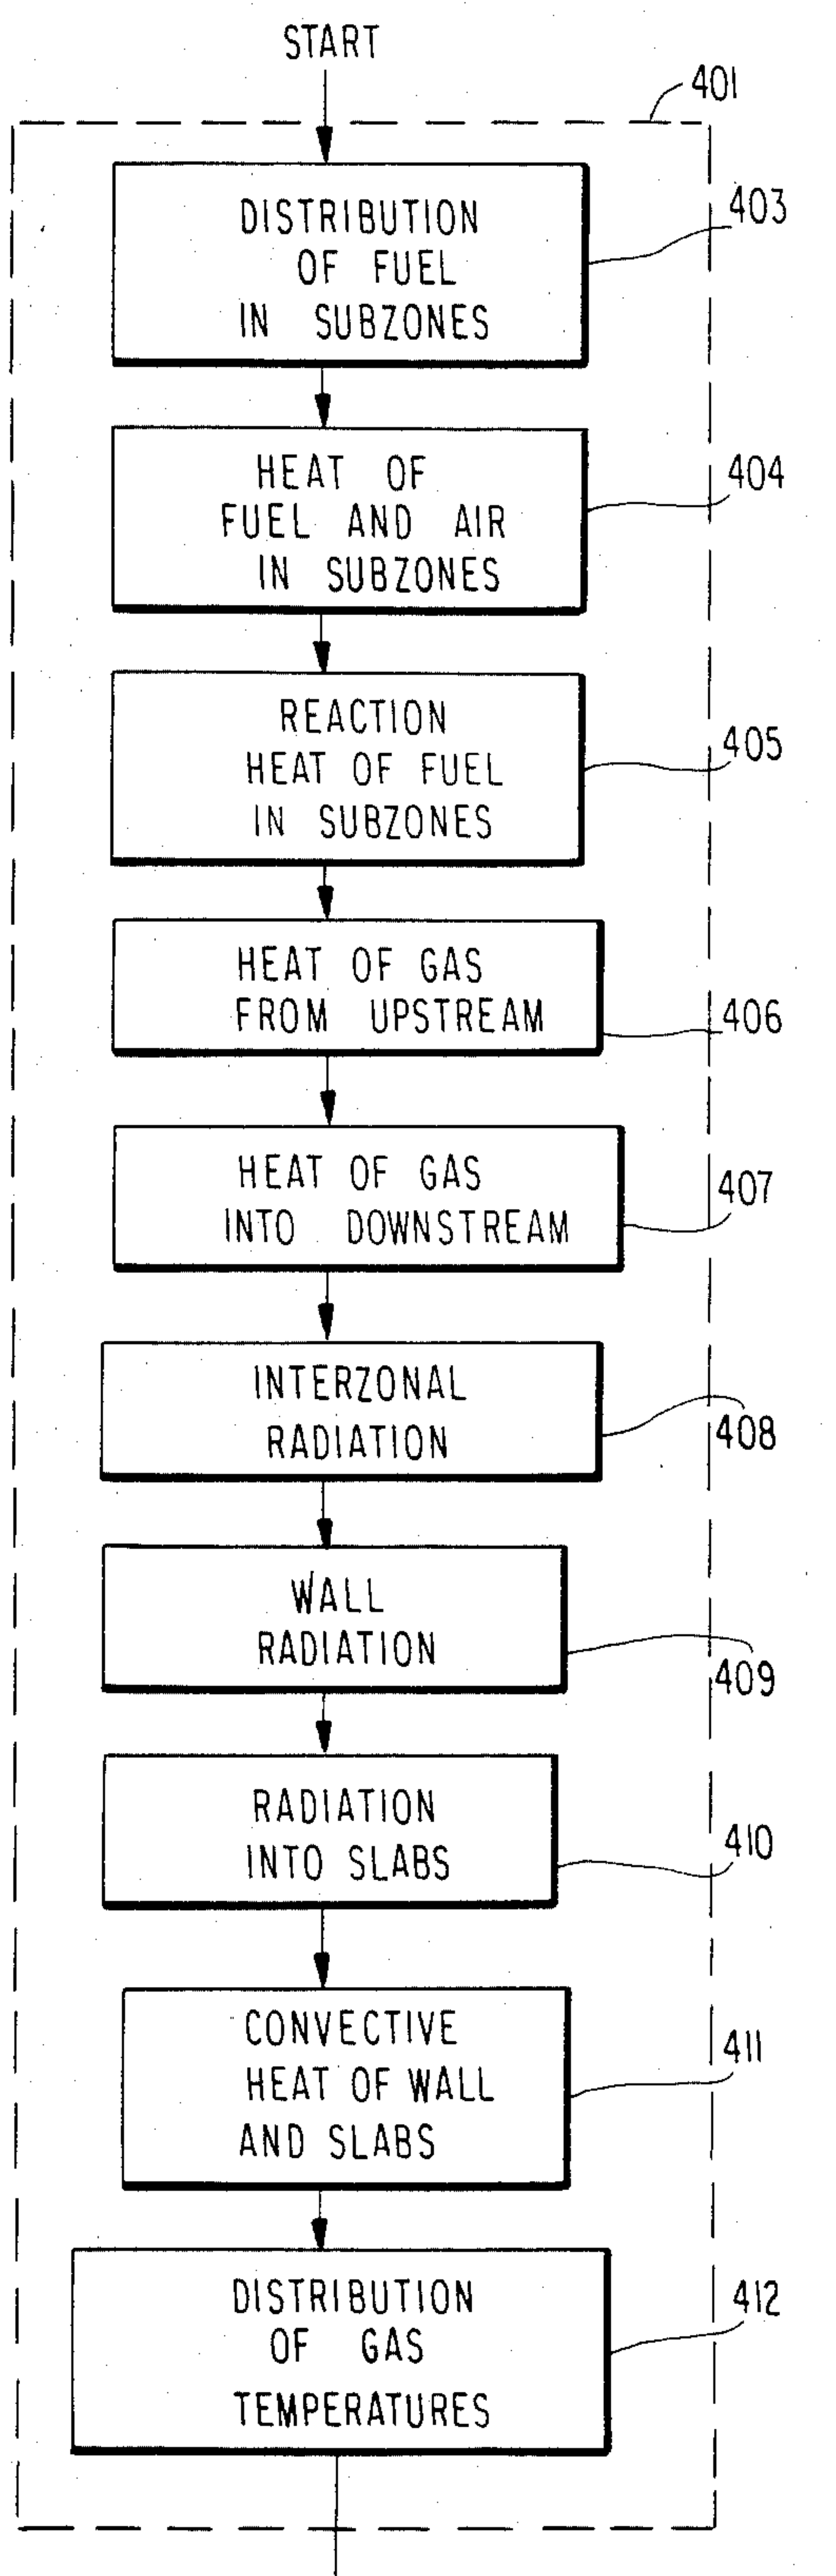 START
401
DISTRIBUTION
OF FUEL
IN SUBZONES
403
HEAT OF
FUEL AND AIR
IN SUBZONES
404
REACTION
HEAT OF FUEL
IN SUBZONES
405
HEAT OF GAS
FROM UPSTREAM
406
HEAT OF GAS
INTO DOWNSTREAM
407
INTERZONAL
RADIATION
408
WALL
RADIATION
409
RADIATION
INTO SLABS
410
CONVECTIVE
HEAT OF WALL
AND SLABS
411
DISTRIBUTION
OF GAS
TEMPERATURES
412